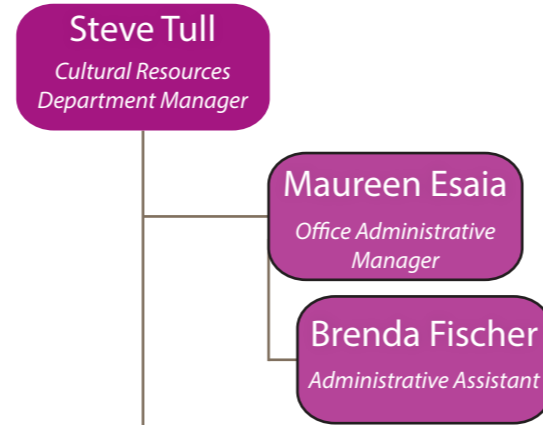 Steve Tull
Cultural Resources
Department Manager
Maureen Esaia
Office Administrative
Manager
Brenda Fischer
Administrative Assistant